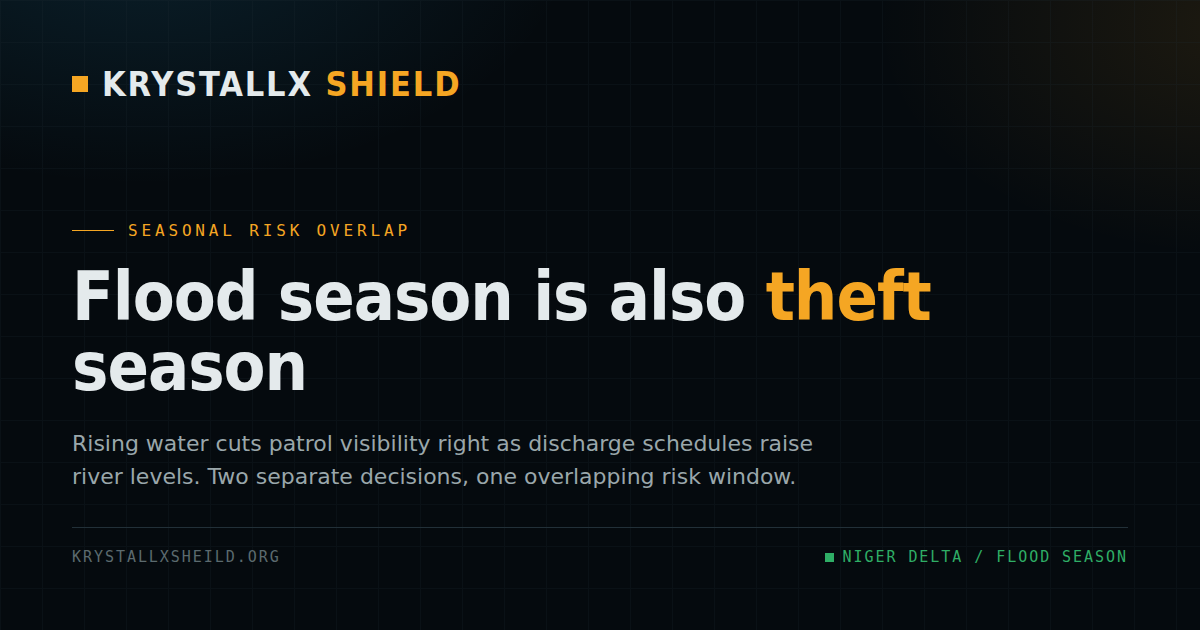 KRYSTALLX SHIELD
SEASONAL RISK OVERLAP
Flood season is also theft
season
Rising water cuts patrol visibility right as discharge schedules raise
river levels. Two separate decisions, one overlapping risk window.
KRYSTALLXSHEILD.ORG
NIGER DELTA / FLOOD SEASON